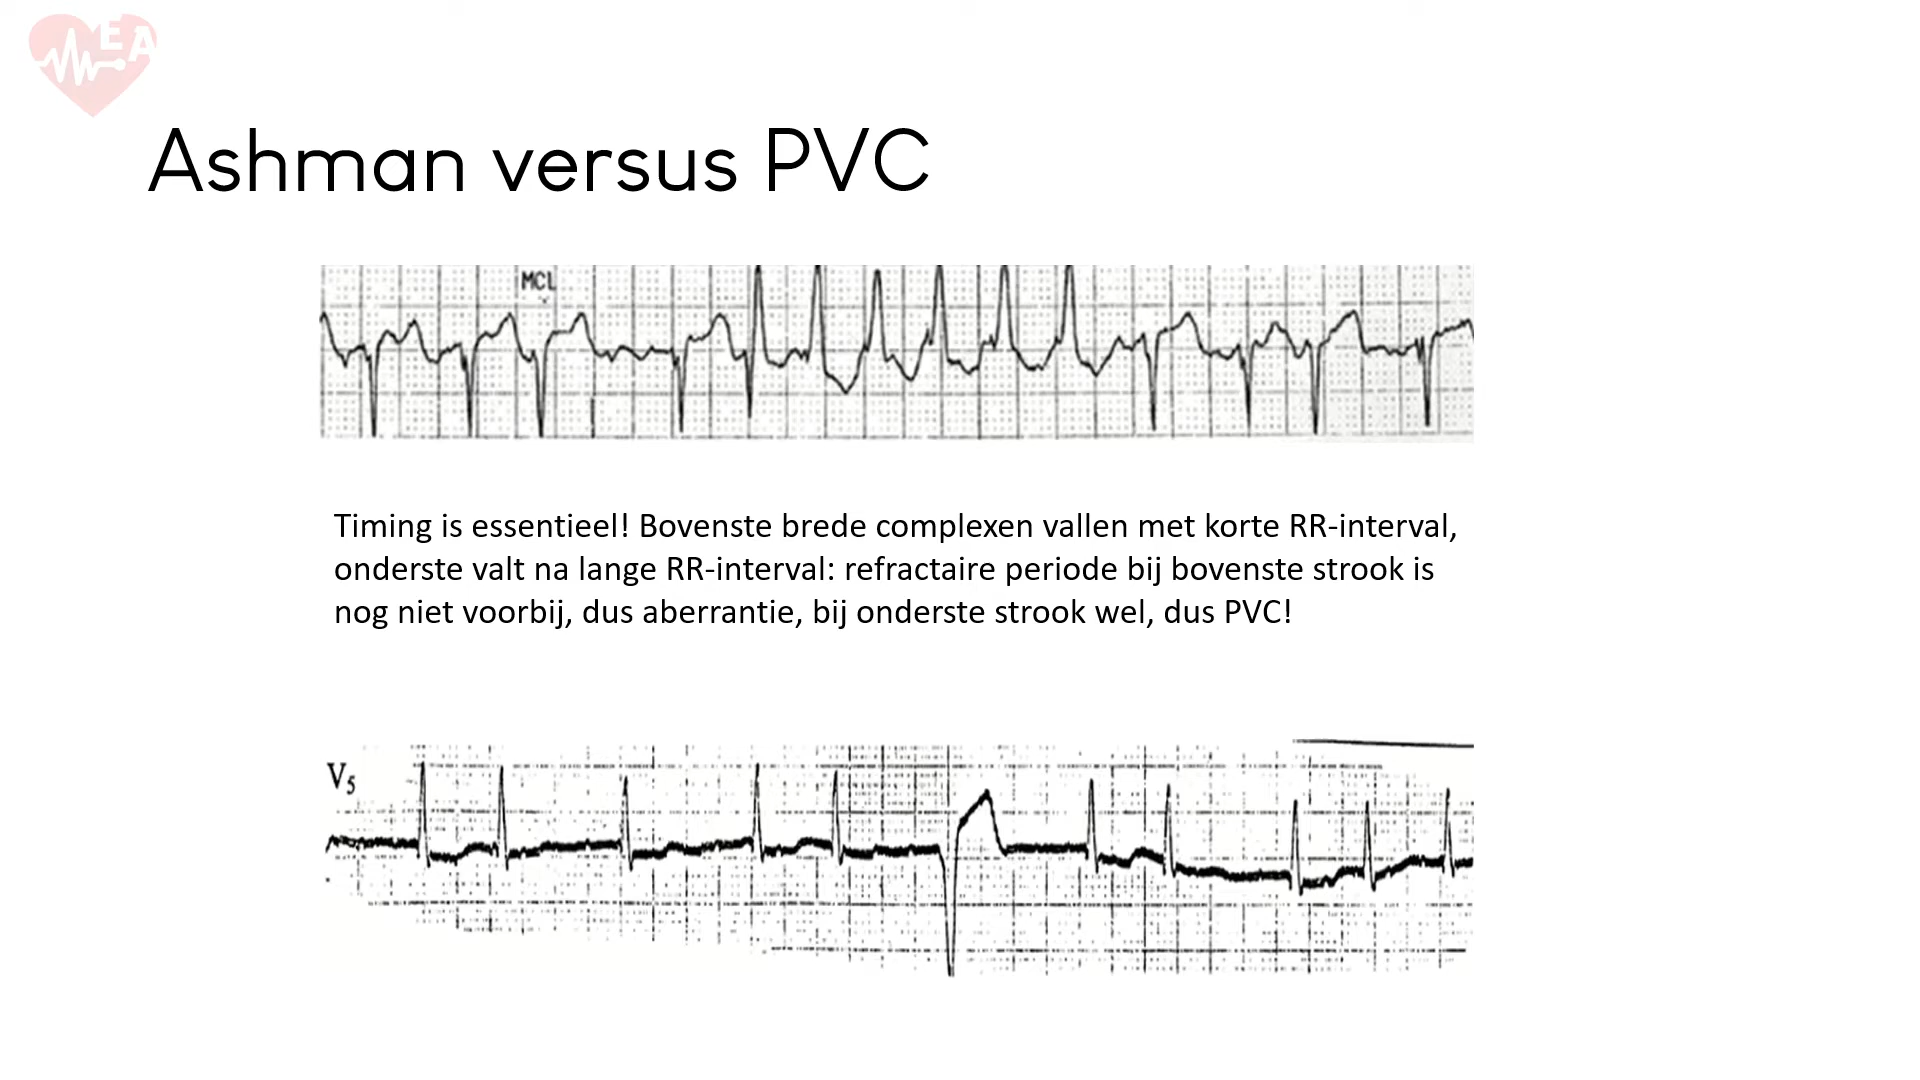 EA
Ashman versus PVC
MCL
Timing is essentieel! Bovenste brede complexen vallen met korte RR-interval,
onderste valt na lange RR-interval: refractaire periode bij bovenste strook is
nog niet voorbij, dus aberrantie, bij onderste strook wel, dus PVC!
V5